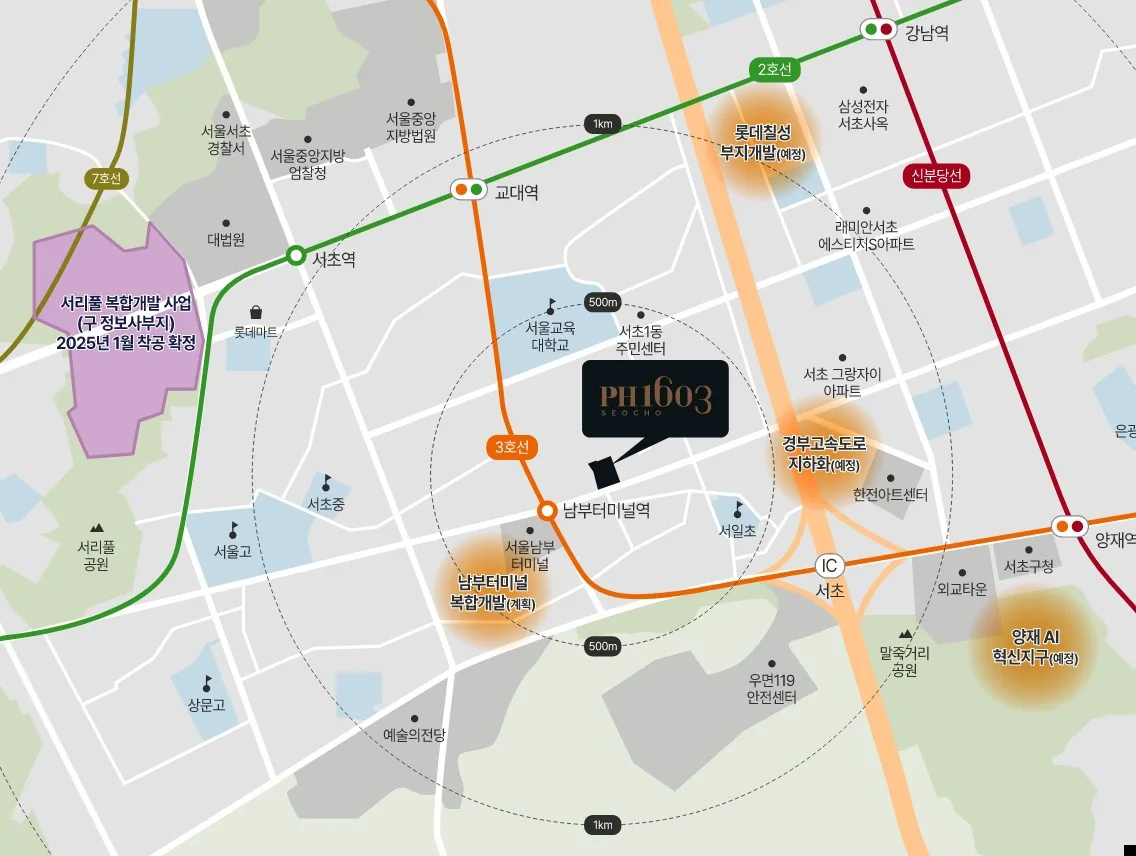 강남역
2호선
삼성전자
서초사옥
서울중앙
지방법원
서울서초
경찰서
서울중앙지방
엄찰청
1km
롯데칠성
부지개발(예정)
7호선
신분당선
교대역
대법원
래미안서초
에스티지S아파트
서초역
서리풀 복합개발 사업
(구 정보사부지)
2025년 1월 착공 확정
롯데마트
500m
서울교육
대학교
서초1동
주민센터
서초 그랑자이
아파트
PH1603
SEOCHO
3호선
경부고속도로
지하화(예정)
은광
한전아트센터
서초중
남부터미널역
서일초
서울고
서리풀
공원
서울남부
터미널
양재역
서초구청
IC
서초
외교타운
남부터미널
복합개발(계획)
양재 AI
혁신지구(예정)
말죽거리
공원
500m
우면119
안전센터
상문고
예술의전당
1km